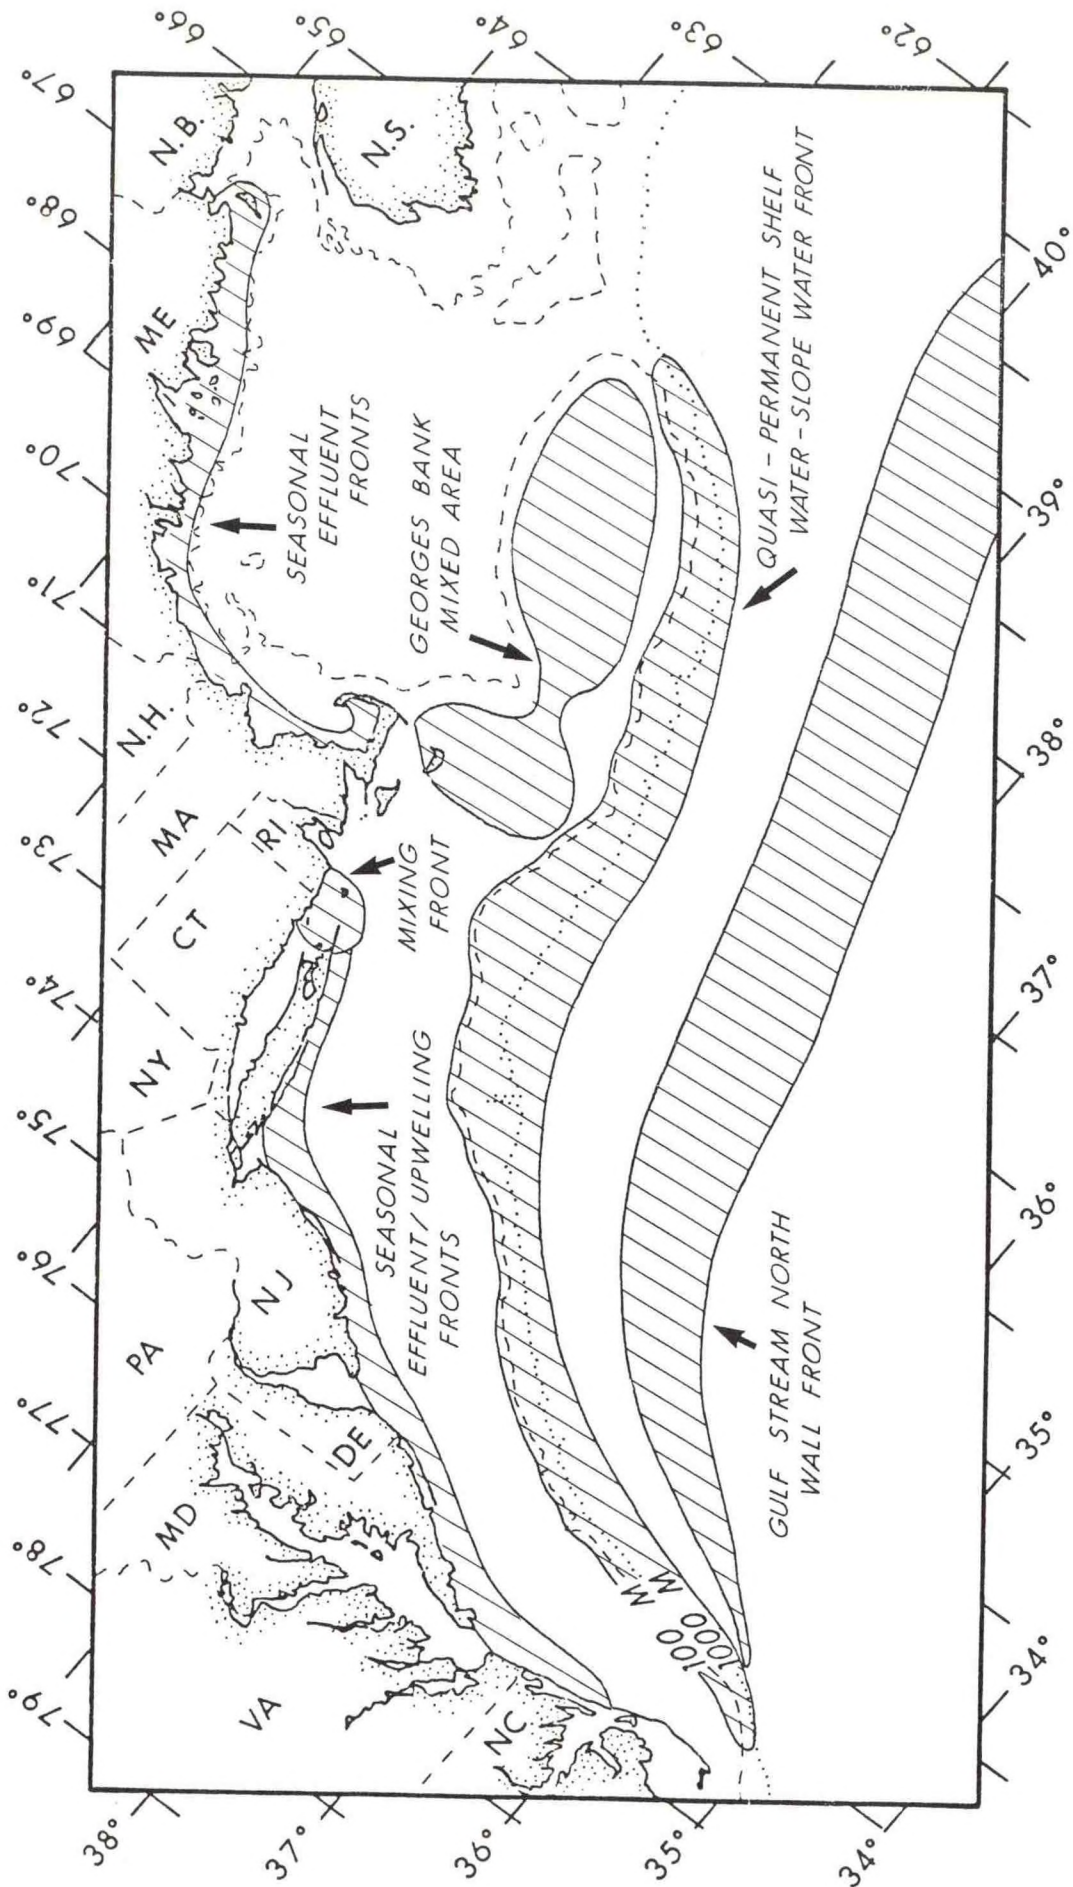 66°
65°
64°
63°
62°
67°
68°
69°
70°
71°
72°
73°
74°
75°
76°
77°
78°
79°
N.B.
N.S.
ME
N.H.
MA
RI
CT
NY
NJ
PA
DE
MD
VA
NC
SEASONAL
EFFLUENT
FRONTS
GEORGES BANK
MIXED AREA
QUASI-PERMANENT SHELF
WATER-SLOPE WATER FRONT
MIXING
FRONT
SEASONAL
EFFLUENT/UPWELLING
FRONTS
GULF STREAM NORTH
WALL FRONT
100 M
1000 M
40°
39°
38°
37°
36°
35°
34°
38°
37°
36°
35°
34°